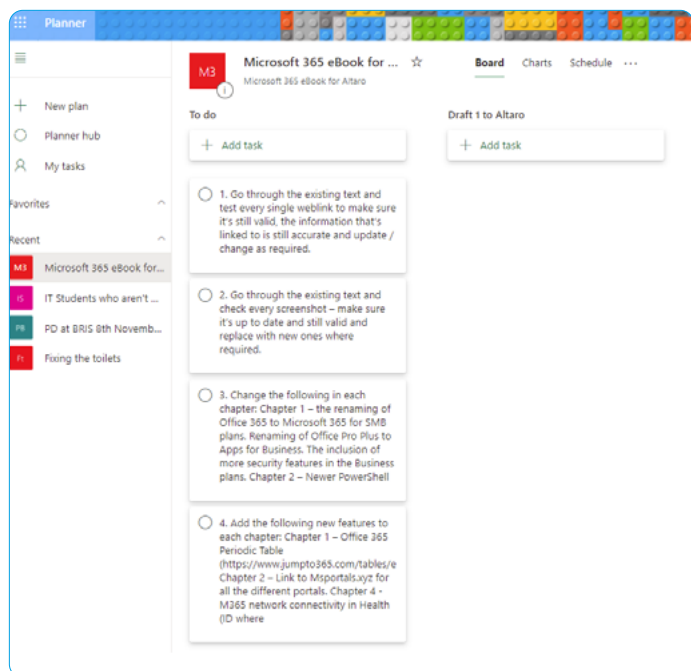 Planner
New plan
Planner hub
My tasks
Favorites
Recent
M3
Microsoft 365 eBook for...
IS
IT Students who aren't ...
PB
PD at BRIS 8th Novemb...
Ft
Fixing the toilets
M3
Microsoft 365 eBook for ...
Microsoft 365 eBook for Altaro
Board
Charts
Schedule
...
To do
Add task
1. Go through the existing text and
test every single weblink to make sure
it's still valid, the information that's
linked to is still accurate and update /
change as required.
2. Go through the existing text and
check every screenshot – make sure
it's up to date and still valid and
replace with new ones where
required.
3. Change the following in each
chapter: Chapter 1 – the renaming of
Office 365 to Microsoft 365 for SMB
plans. Renaming of Office Pro Plus to
Apps for Business. The inclusion of
more security features in the Business
plans. Chapter 2 – Newer PowerShell
4. Add the following new features to
each chapter: Chapter 1 – Office 365
Periodic Table
(https://www.jumpto365.com/tables/e
Chapter 2 – Link to Msportals.xyz for
all the different portals. Chapter 4 -
M365 network connectivity in Health
(ID where
Draft 1 to Altaro
Add task